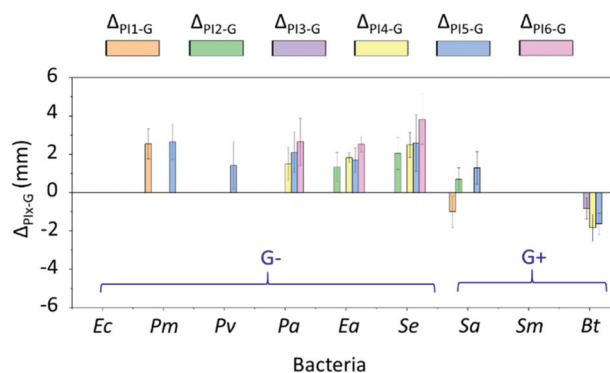 ΔPI1-G ΔPI2-G ΔPI3-G ΔPI4-G ΔPI5-G ΔPI6-G
6
4
2
0
-2
-4
-6
ΔPIx-G (mm)
G- G+
Ec Pm Pv Pa Ea Se Sa Sm Bt
Bacteria